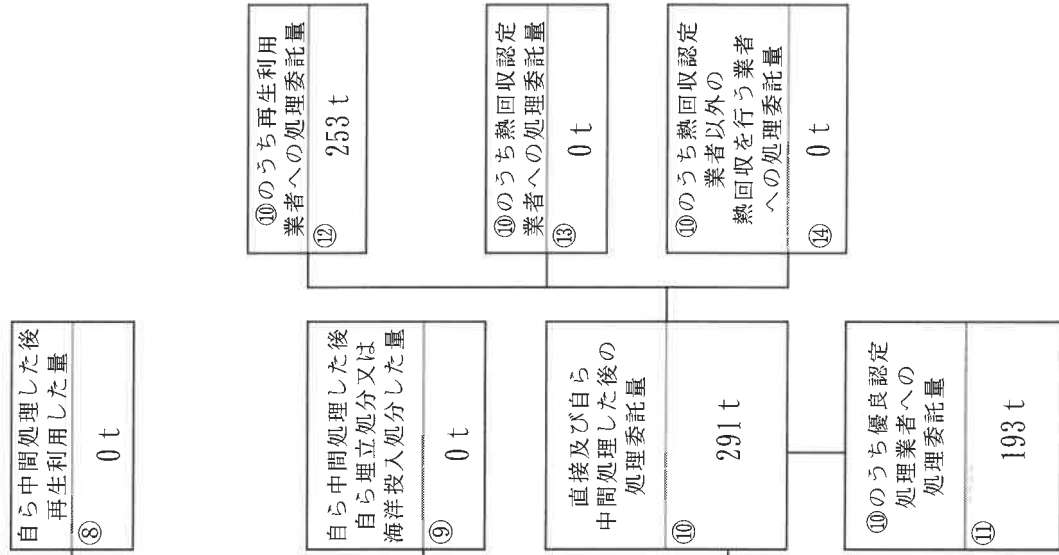 自ら中間処理した後
再生利用した量
⑧
0 t
自ら中間処理した後
自ら埋立処分又は
海洋投入処分した量
⑨
0 t
直接及び自ら
中間処理した後の
処理委託量
⑩
291 t
⑩のうち優良認定
処理業者への
処理委託量
⑪
193 t
⑩のうち再生利用
業者への処理委託量
⑫
253 t
⑩のうち熱回収認定
業者への処理委託量
⑬
0 t
⑩のうち熱回収認定
業者以外の
熱回収を行う業者
への処理委託量
⑭
0 t